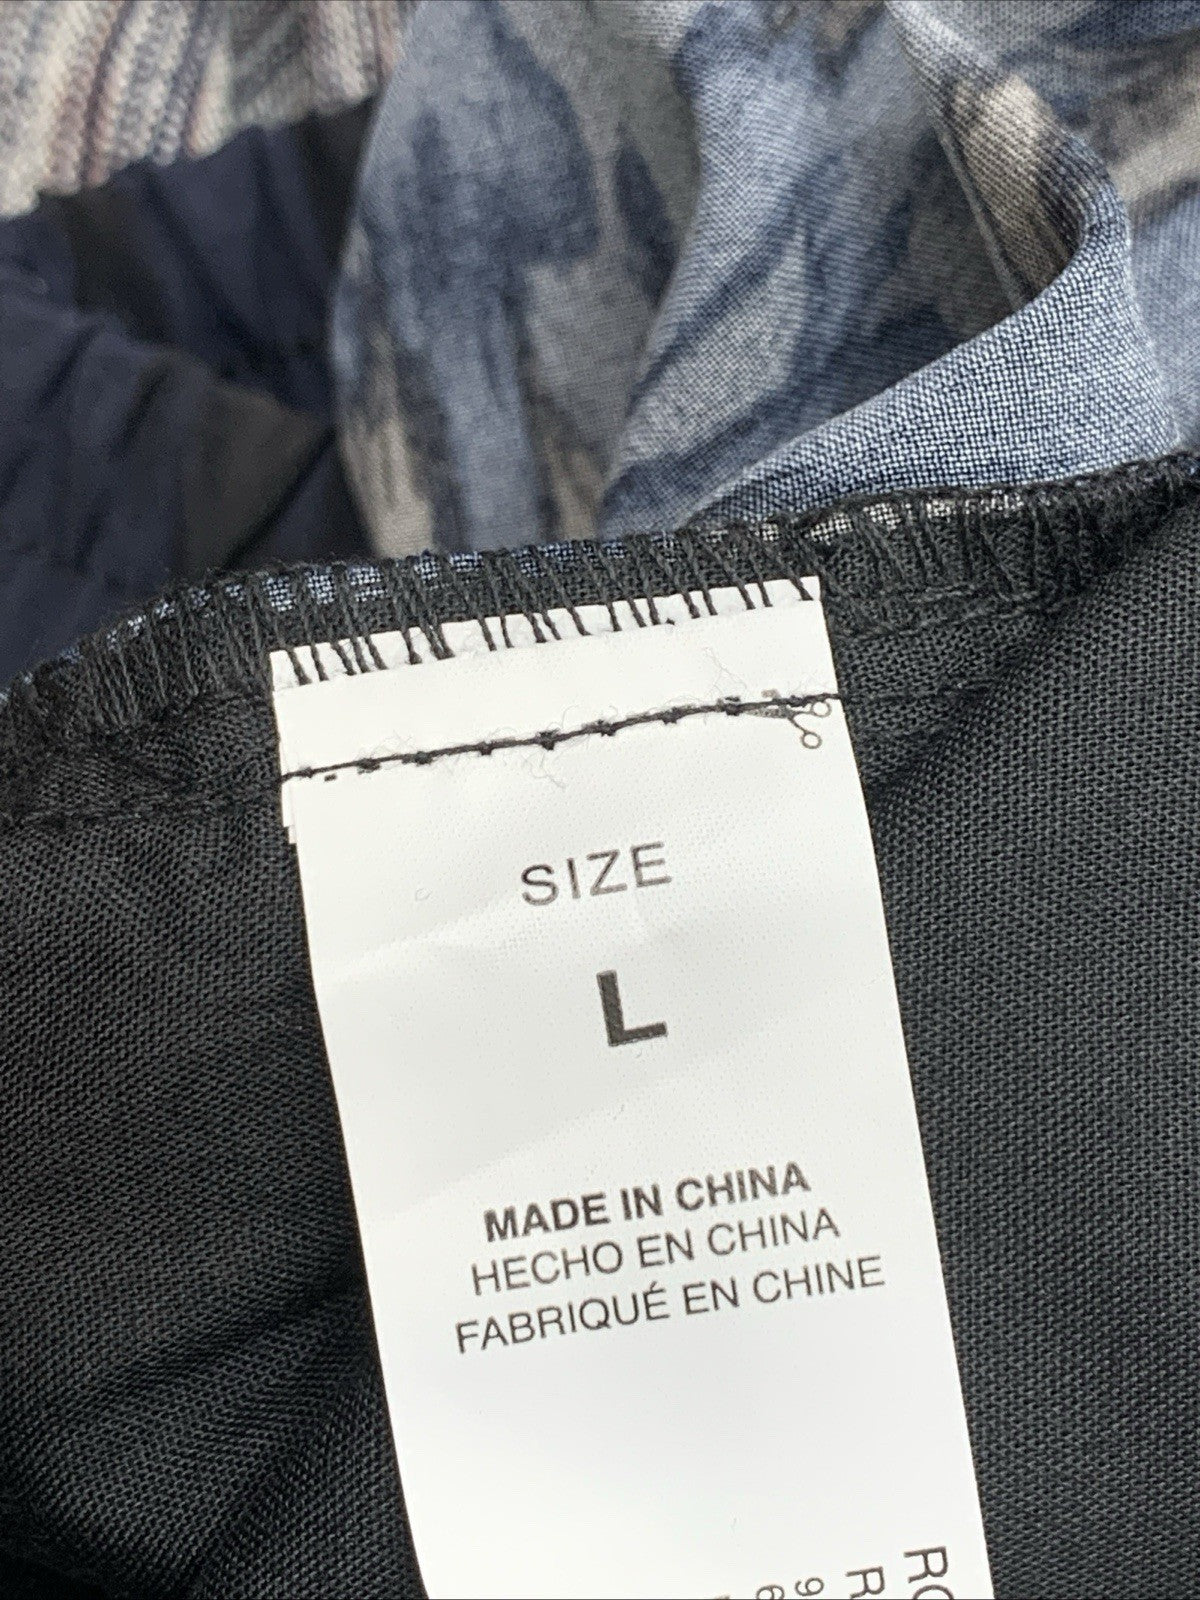 SIZE
L
MADE IN CHINA
HECHO EN CHINA
FABRIQUÉ EN CHINE